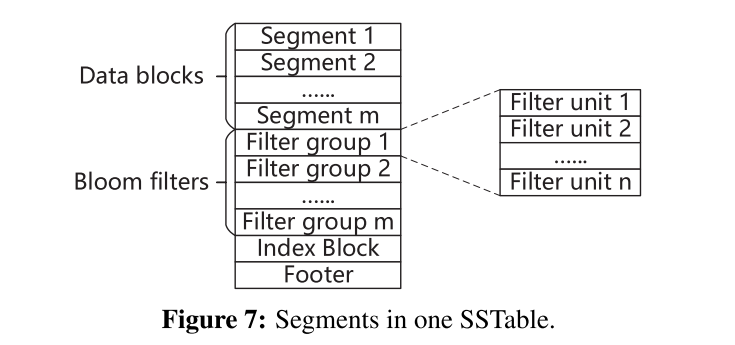 Data blocks
Segment 1
Segment 2
......
Segment m
Bloom filters
Filter group 1
Filter group 2
......
Filter group m
Index Block
Footer
Filter unit 1
Filter unit 2
......
Filter unit n
Figure 7: Segments in one SSTable.